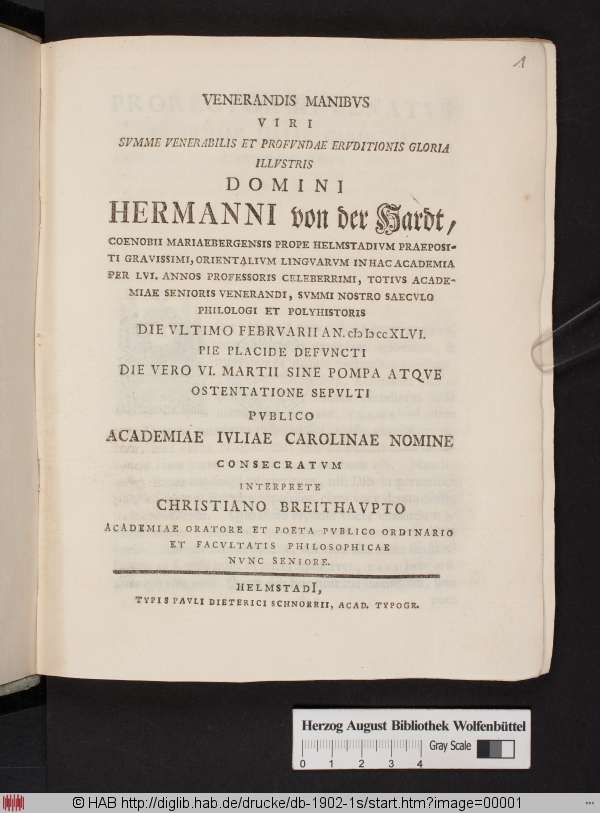 1
VENERANDIS MANIBVS
VIRI
SVMME VENERABILIS ET PROFVNDAE ERVDITIONIS GLORIA
ILLVSTRIS
DOMINI
HERMANNI von der Hardt,
COENOBII MARIAEBERGENSIS PROPE HELMSTADIVM PRAEPOSI-
TI GRAVISSIMI, ORIENTALIVM LINGVARVM IN HAC ACADEMIA
PER LVI. ANNOS PROFESSORIS CELEBERRIMI, TOTIVS ACADE-
MIAE SENIORIS VENERANDI, SVMMI NOSTRO SAECVLO
PHILOLOGI ET POLYHISTORIS
DIE VLTIMO FEBRVARII AN. cIɔ Iɔ ccXLVI.
PIE PLACIDE DEFVNCTI
DIE VERO VI. MARTII SINE POMPA ATQVE
OSTENTATIONE SEPVLTI
PVBLICO
ACADEMIAE IVLIAE CAROLINAE NOMINE
CONSECRATVM
INTERPRETE
CHRISTIANO BREITHAVPTO
ACADEMIAE ORATORE ET POETA PVBLICO ORDINARIO
ET FACVLTATIS PHILOSOPHICAE
NVNC SENIORE.
HELMSTADI,
TYPIS PAVLI DIETERICI SCHNORRII, ACAD. TYPOGR.
Herzog August Bibliothek Wolfenbüttel
0 1 2 3 4 Gray Scale
© HAB http://diglib.hab.de/drucke/db-1902-1s/start.htm?image=00001